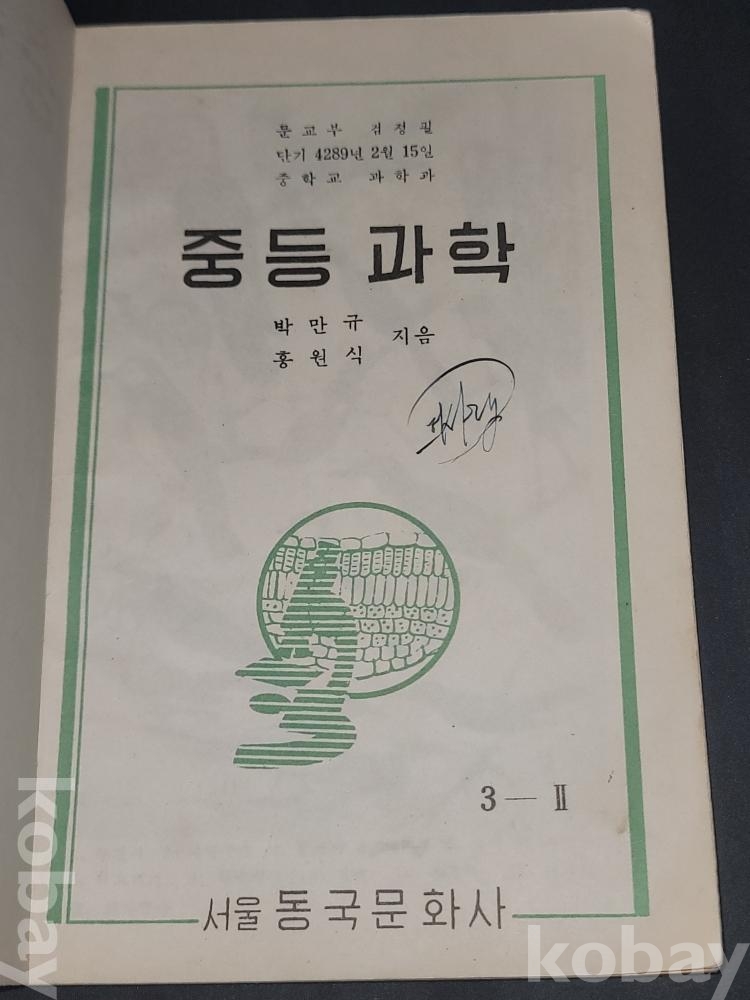 문교부 검정필
단기 4289년 2월 15일
중학교 과학과
중등 과학
박만규
홍원식 지음
3 — Ⅱ
서울 동국문화사
kobay
kobay